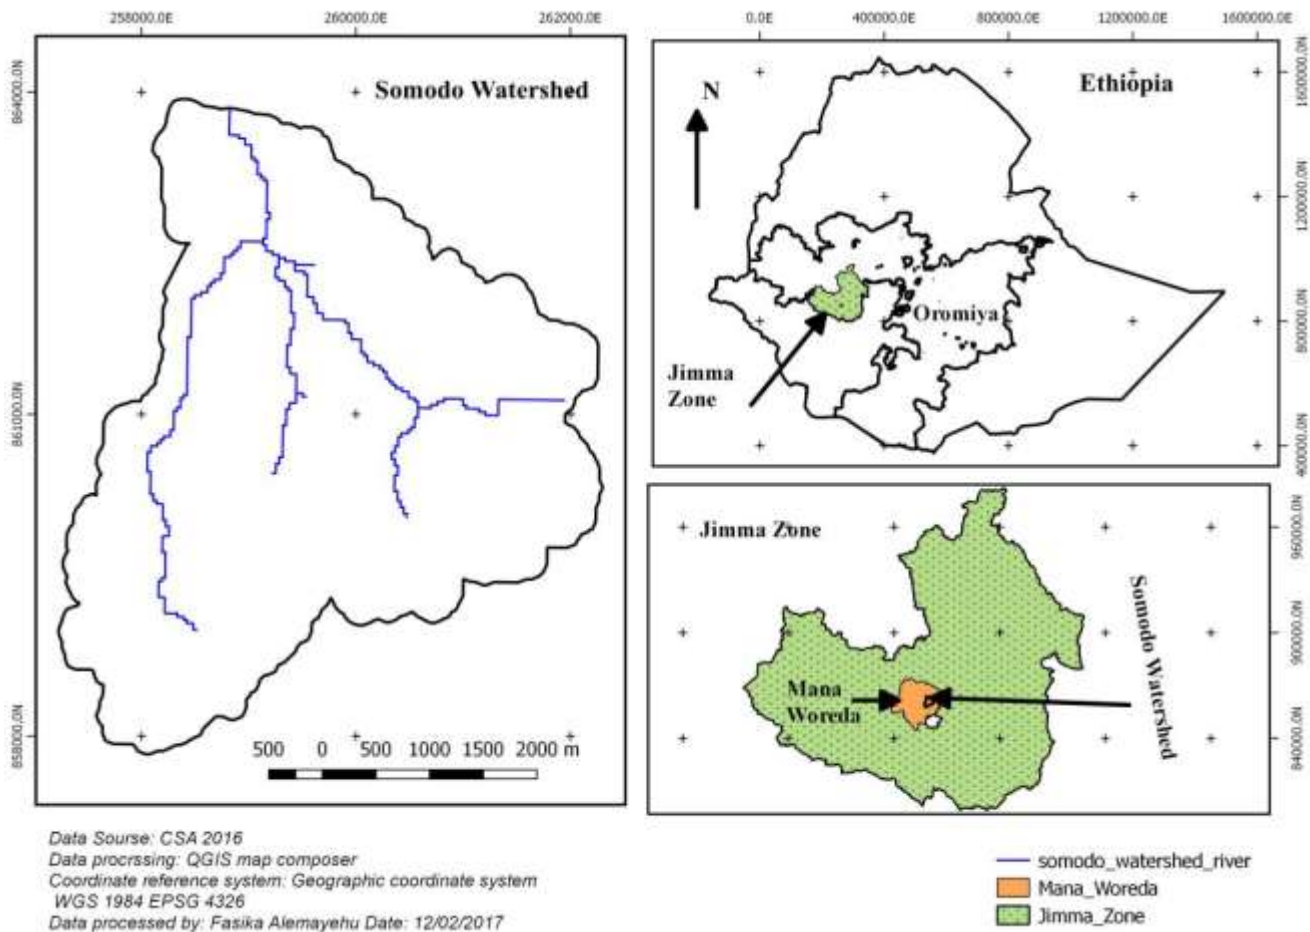 258000.0E 260000.0E 262000.0E
864000.0N
861000.0N
858000.0N
Somodo Watershed
500 0 500 1000 1500 2000 m
0.0E 400000.0E 800000.0E 1200000.0E 1600000.0E
1600000.0N
1200000.0N
800000.0N
400000.0N
Ethiopia
N
Oromiya
Jimma
Zone
Jimma Zone
960000.0N
900000.0N
840000.0N
Mana
Woreda
Somodo Watershed
Data Sourse: CSA 2016
Data procrssing: QGIS map composer
Coordinate reference system: Geographic coordinate system
WGS 1984 EPSG 4326
Data processed by: Fasika Alemayehu Date: 12/02/2017
somodo_watershed_river
Mana_Woreda
Jimma_Zone